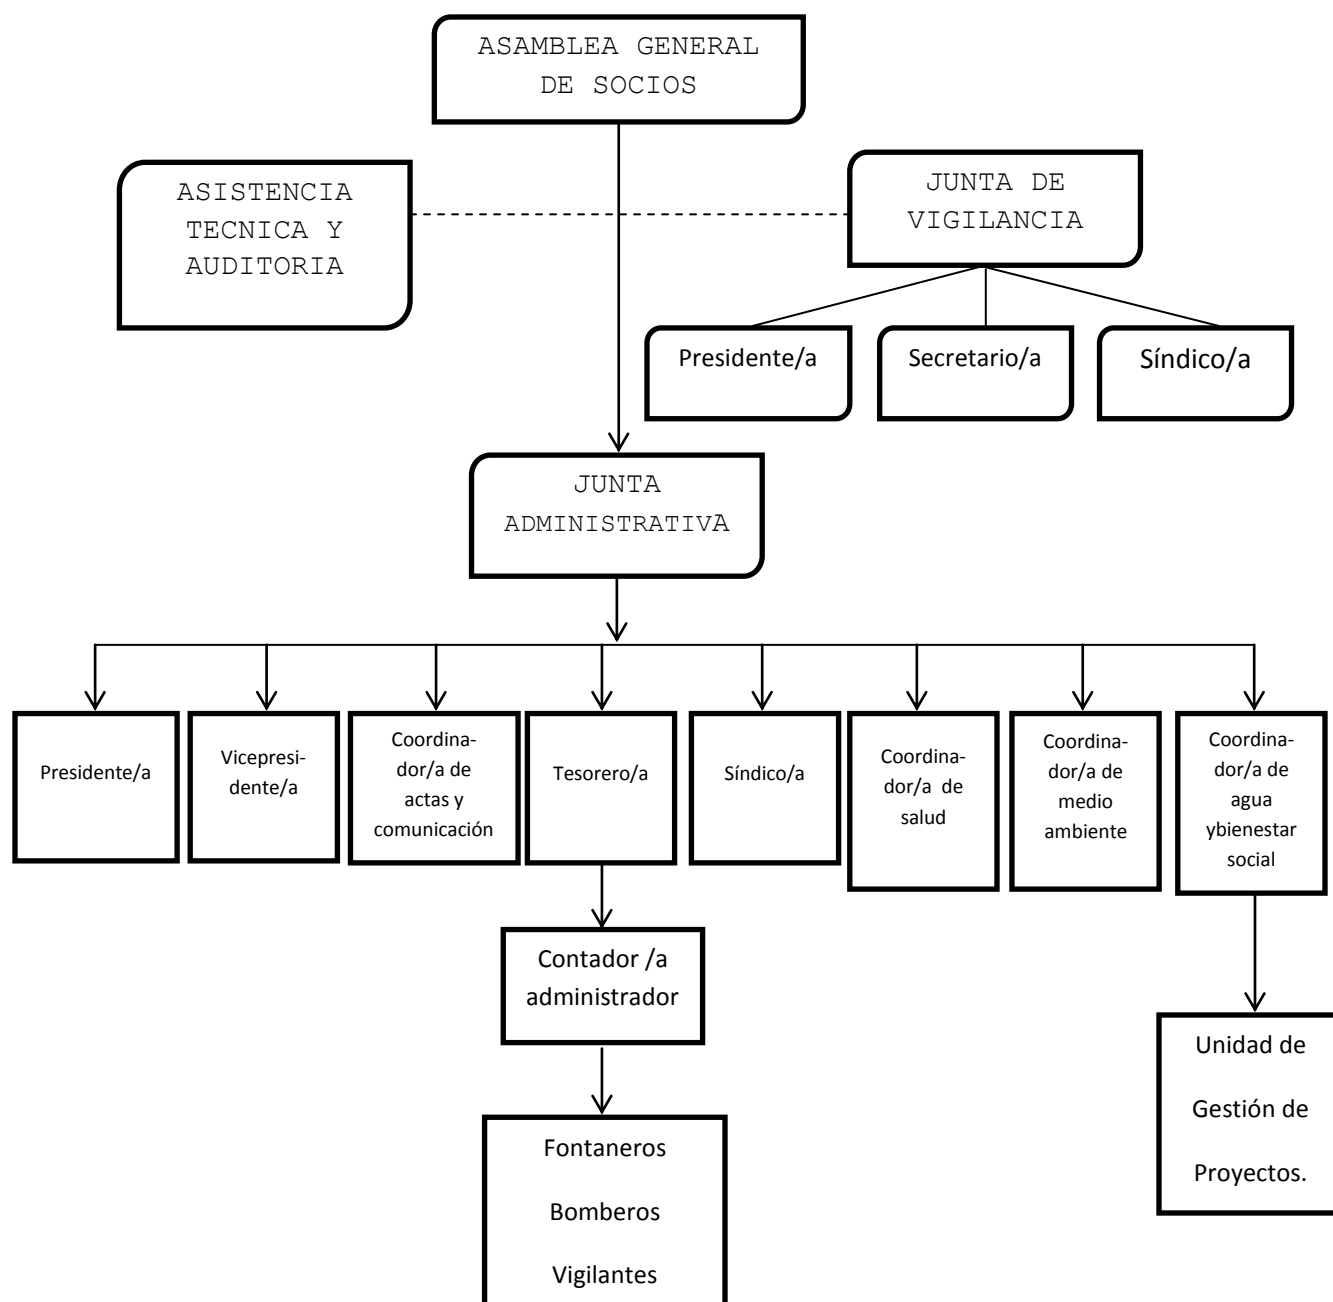 ASAMBLEA GENERAL
DE SOCIOS
ASISTENCIA
TECNICA Y
AUDITORIA
JUNTA DE
VIGILANCIA
Presidente/a
Secretario/a
Síndico/a
JUNTA
ADMINISTRATIVA
Presidente/a
Vicepresi-
dente/a
Coordina-
dor/a de
actas y
comunicación
Tesorero/a
Síndico/a
Coordina-
dor/a de
salud
Coordina-
dor/a de
medio
ambiente
Coordina-
dor/a de
agua
ybienestar
social
Contador /a
administrador
Unidad de
Gestión de
Proyectos.
Fontaneros
Bomberos
Vigilantes